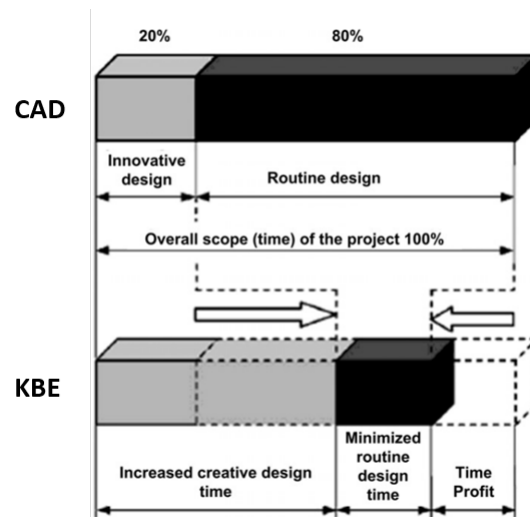 20% 80%
CAD
Innovative
design
Routine design
Overall scope (time) of the project 100%
KBE
Increased creative design
time
Minimized
routine
design
time
Time
Profit